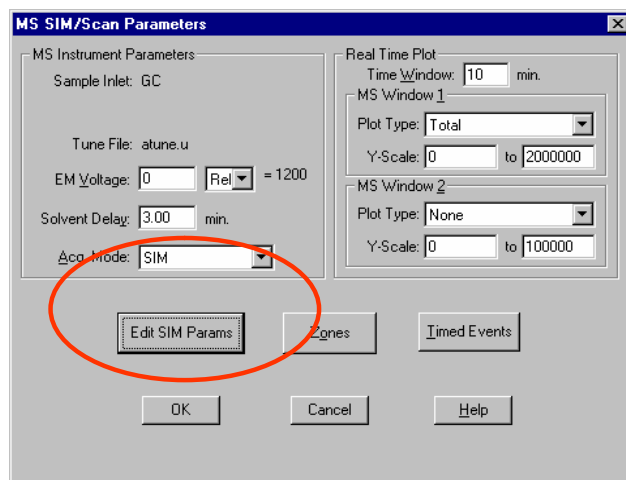 MS SIM/Scan Parameters
MS Instrument Parameters
Sample Inlet: GC
Tune File: atune.u
EM Voltage: 0 Rel = 1200
Solvent Delay: 3.00 min.
Acq. Mode: SIM
Real Time Plot
Time Window: 10 min.
MS Window 1
Plot Type: Total
Y-Scale: 0 to 2000000
MS Window 2
Plot Type: None
Y-Scale: 0 to 100000
Edit SIM Params Zones Timed Events
OK Cancel Help